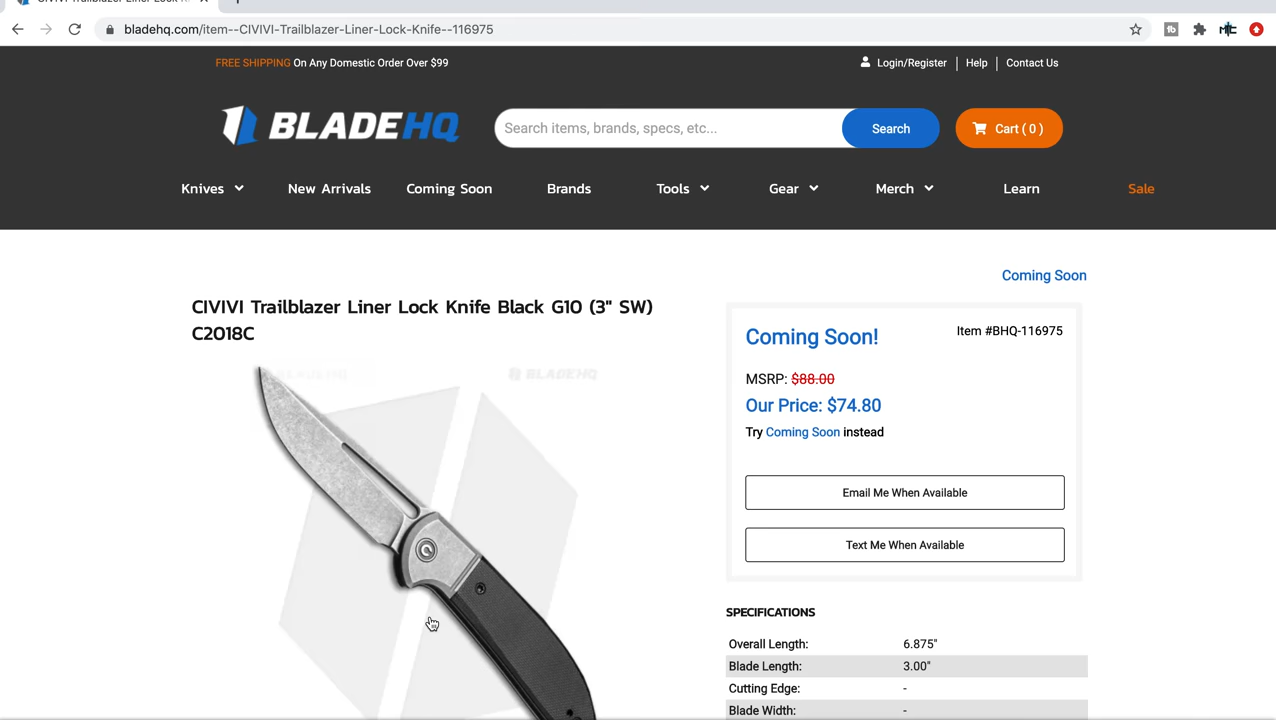 bladehq.com/item--CIVIVI-Trailblazer-Liner-Lock-Knife--116975
FREE SHIPPING On Any Domestic Order Over $99
Login/Register
Help
Contact Us
BLADEHQ
Search items, brands, specs, etc...
Search
Cart ( 0 )
Knives
New Arrivals
Coming Soon
Brands
Tools
Gear
Merch
Learn
Sale
Coming Soon
CIVIVI Trailblazer Liner Lock Knife Black G10 (3" SW)
C2018C
BLADEHQ
Coming Soon!
Item #BHQ-116975
MSRP: $88.00
Our Price: $74.80
Try Coming Soon instead
Email Me When Available
Text Me When Available
SPECIFICATIONS
Overall Length: 6.875"
Blade Length: 3.00"
Cutting Edge: -
Blade Width: -